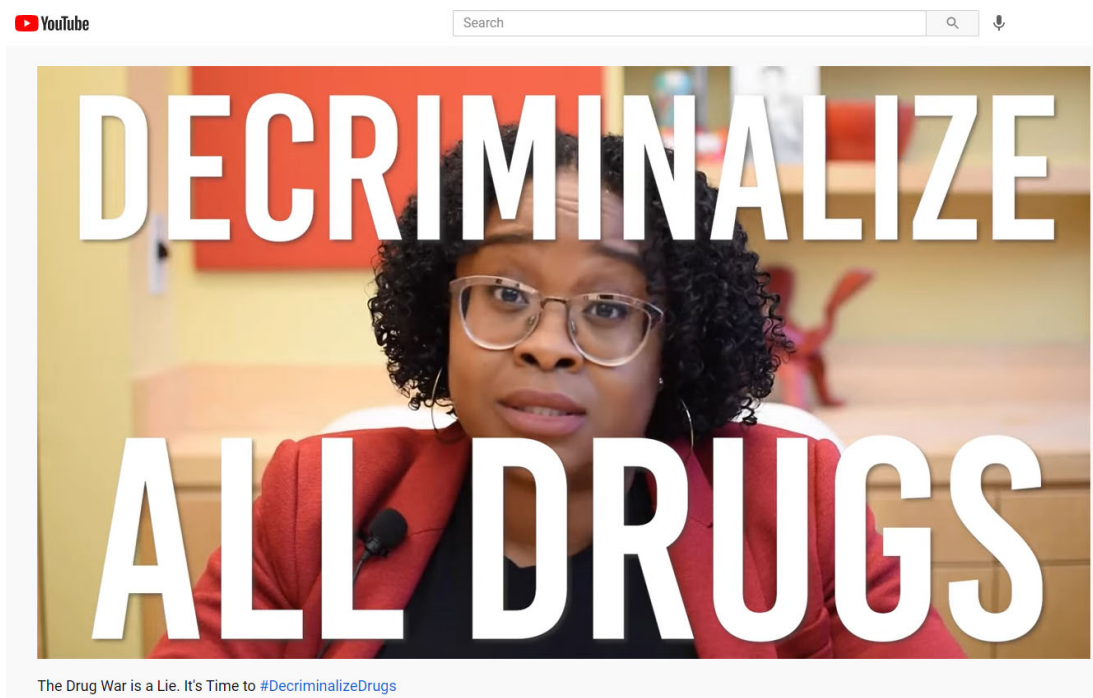 YouTube
Search
DECRIMINALIZE
ALL DRUGS
The Drug War is a Lie. It's Time to #DecriminalizeDrugs